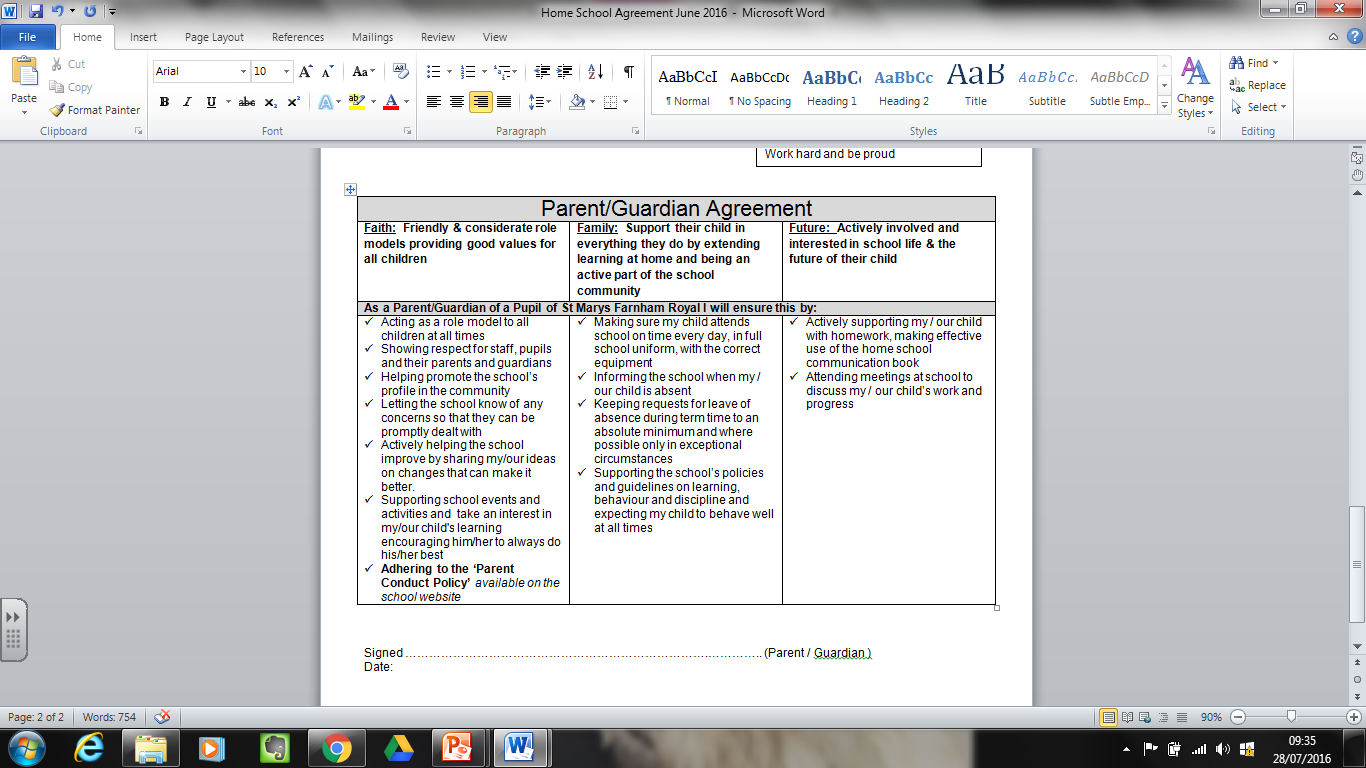 Home School Agreement June 2016 - Microsoft Word
File Home Insert Page Layout References Mailings Review View
Paste
Cut
Copy
Format Painter
Clipboard
Arial 10
Font
Paragraph
AaBbCcI AaBbCcDc AaBbCc AaBbCc AaB AaBbCc. AaBbCcD
¶ Normal ¶ No Spacing Heading 1 Heading 2 Title Subtitle Subtle Emp...
Styles
Change
Styles
Find
Replace
Select
Editing
Work hard and be proud
Parent/Guardian Agreement
Faith: Friendly & considerate role
models providing good values for
all children
Family: Support their child in
everything they do by extending
learning at home and being an
active part of the school
community
Future: Actively involved and
interested in school life & the
future of their child
As a Parent/Guardian of a Pupil of St Marys Farnham Royal I will ensure this by:
✓ Acting as a role model to all
children at all times
✓ Showing respect for staff, pupils
and their parents and guardians
✓ Helping promote the school's
profile in the community
✓ Letting the school know of any
concerns so that they can be
promptly dealt with
✓ Actively helping the school
improve by sharing my/our ideas
on changes that can make it
better.
✓ Supporting school events and
activities and take an interest in
my/our child's learning
encouraging him/her to always do
his/her best
✓ Adhering to the 'Parent
Conduct Policy' available on the
school website
✓ Making sure my child attends
school on time every day, in full
school uniform, with the correct
equipment
✓ Informing the school when my /
our child is absent
✓ Keeping requests for leave of
absence during term time to an
absolute minimum and where
possible only in exceptional
circumstances
✓ Supporting the school's policies
and guidelines on learning,
behaviour and discipline and
expecting my child to behave well
at all times
✓ Actively supporting my / our child
with homework, making effective
use of the home school
communication book
✓ Attending meetings at school to
discuss my / our child's work and
progress
Signed ……………………………………………………………………………….. (Parent / Guardian )
Date:
Page: 2 of 2 Words: 754 90%
09:35
28/07/2016